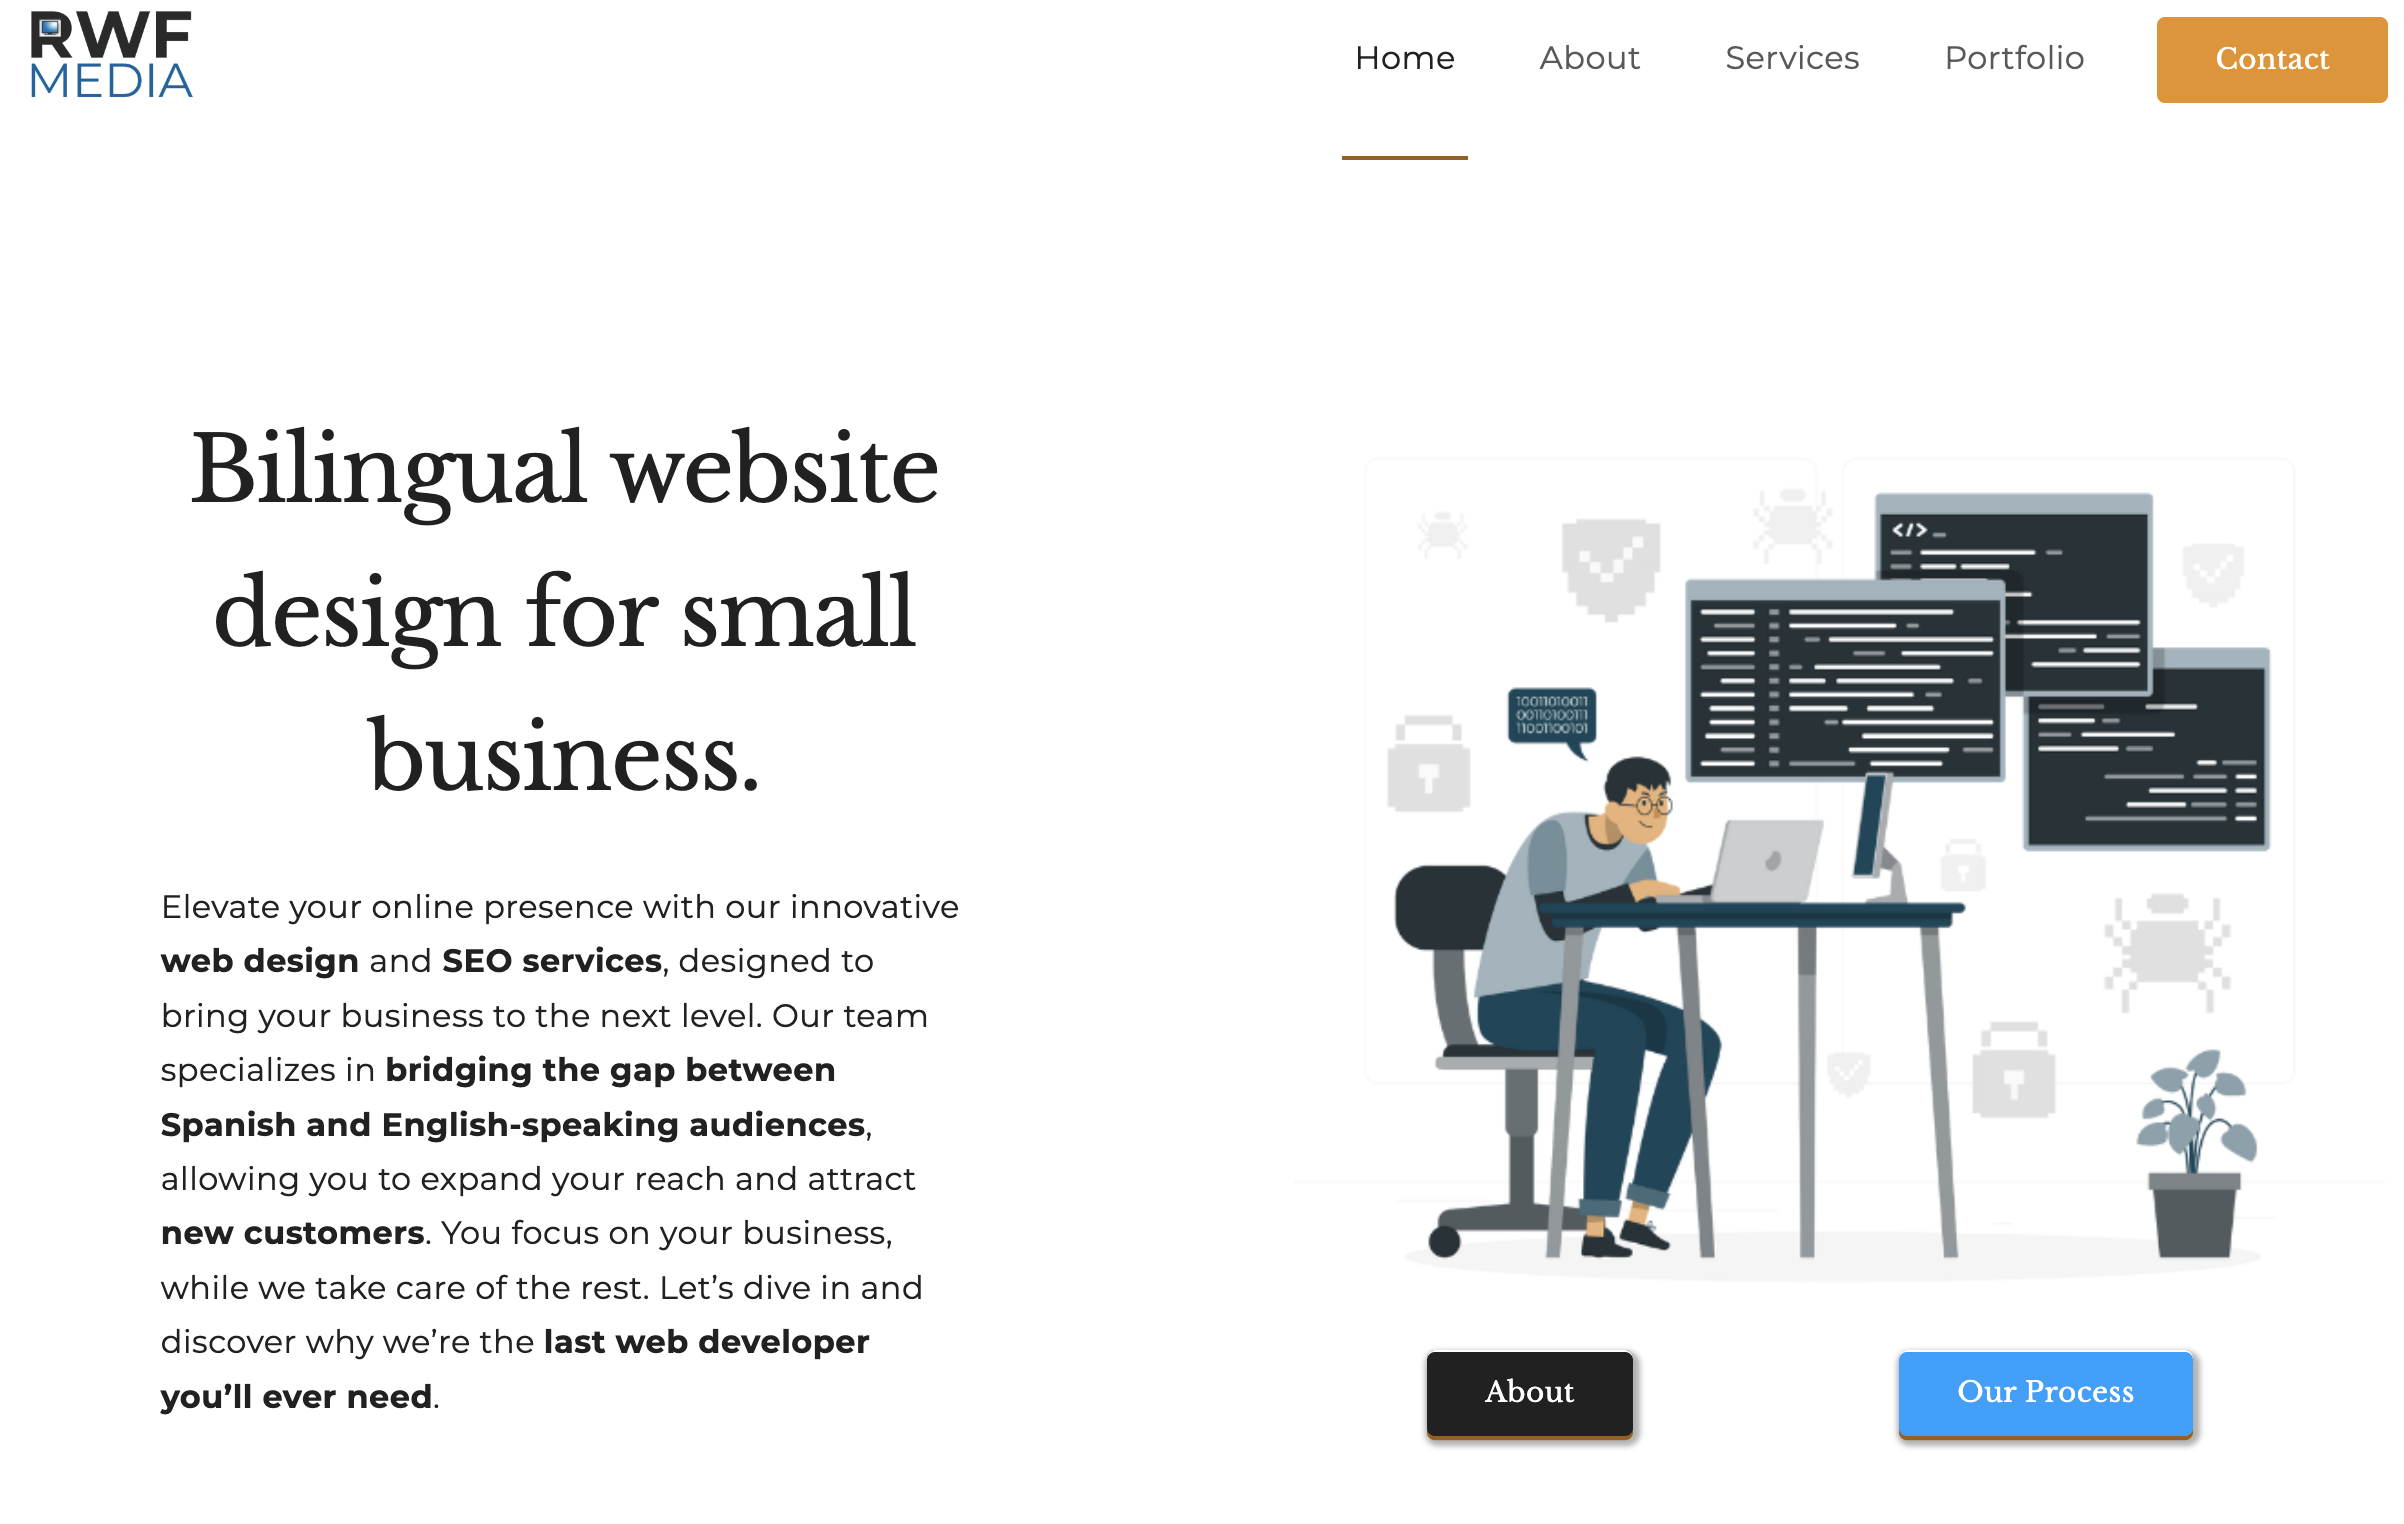 RWF
MEDIA
Home
About
Services
Portfolio
Contact
Bilingual website
design for small
business.
Elevate your online presence with our innovative
web design and SEO services, designed to
bring your business to the next level. Our team
specializes in bridging the gap between
Spanish and English-speaking audiences,
allowing you to expand your reach and attract
new customers. You focus on your business,
while we take care of the rest. Let’s dive in and
discover why we’re the last web developer
you’ll ever need.
</>
10011010011
00110100111
11001100101
About
Our Process